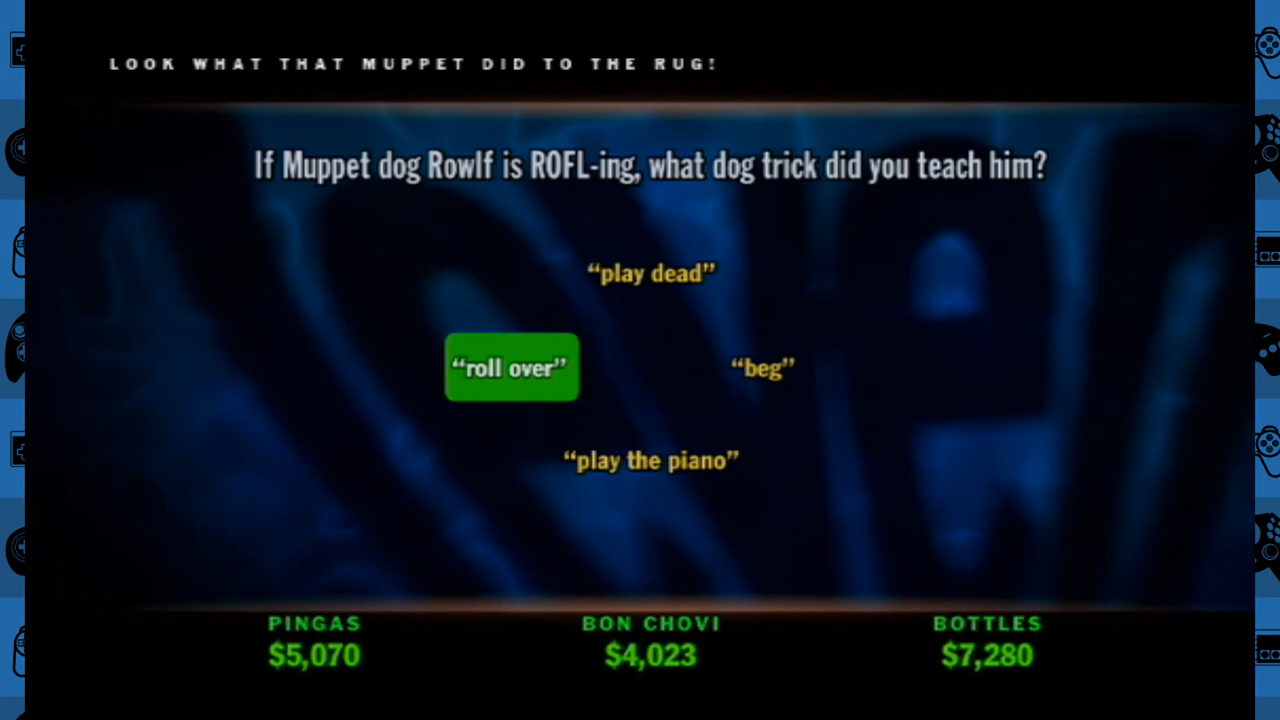 LOOK WHAT THAT MUPPET DID TO THE RUG!
If Muppet dog Rowlf is ROFL-ing, what dog trick did you teach him?
“play dead”
“roll over” “beg”
“play the piano”
PINGAS BON CHOVI BOTTLES
$5,070 $4,023 $7,280